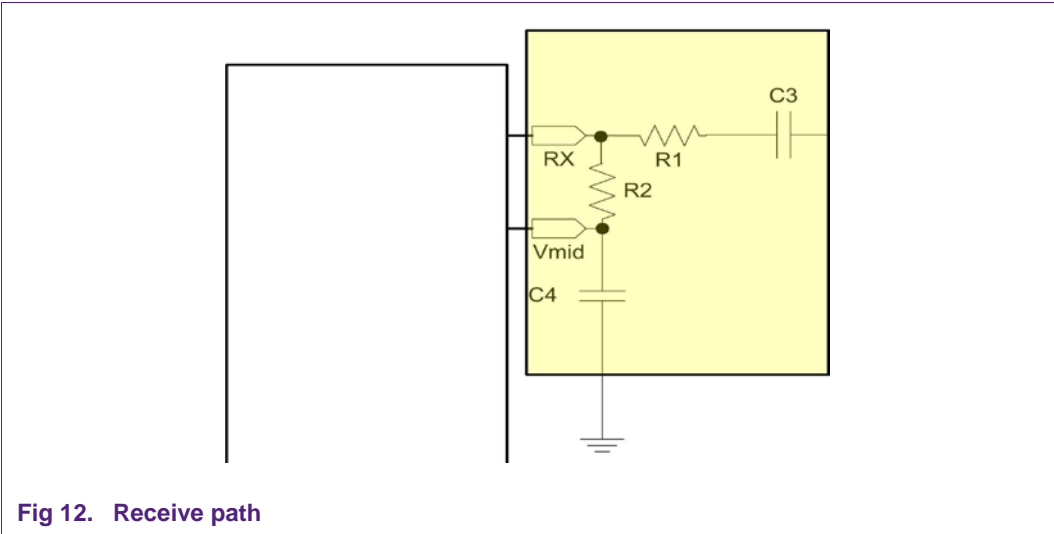 C3
RX
R1
R2
Vmid
C4
Fig 12. Receive path